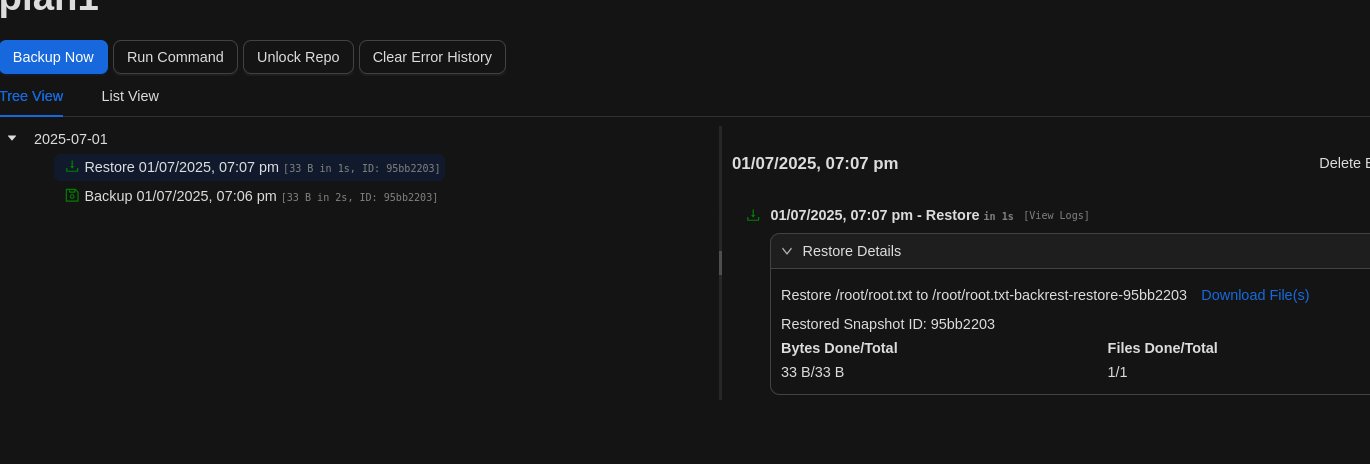 plan1
Backup Now Run Command Unlock Repo Clear Error History
Tree View List View
2025-07-01
Restore 01/07/2025, 07:07 pm [33 B in 1s, ID: 95bb2203]
Backup 01/07/2025, 07:06 pm [33 B in 2s, ID: 95bb2203]
01/07/2025, 07:07 pm
Delete
01/07/2025, 07:07 pm - Restore in 1s [View Logs]
Restore Details
Restore /root/root.txt to /root/root.txt-backrest-restore-95bb2203 Download File(s)
Restored Snapshot ID: 95bb2203
Bytes Done/Total Files Done/Total
33 B/33 B 1/1